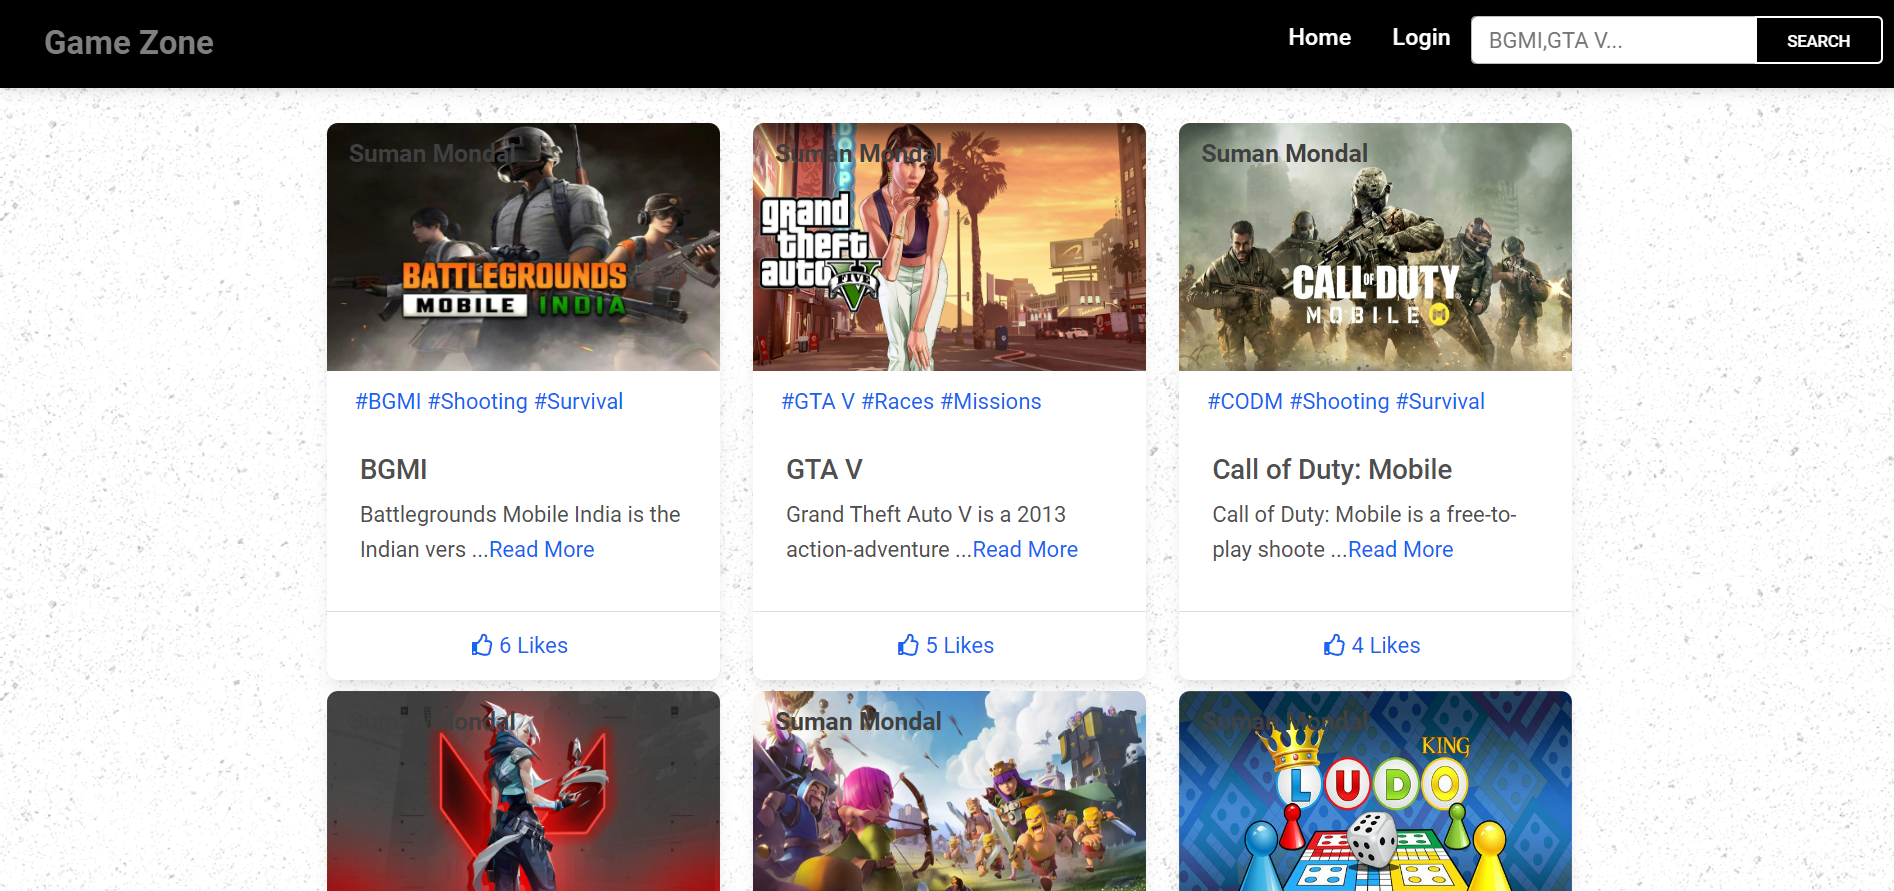 Game Zone
Home
Login
BGMI,GTA V...
SEARCH
Suman Mondal
BATTLEGROUNDS
MOBILE INDIA
Suman Mondal
grand
theft
auto
FIVE
Suman Mondal
CALL OF DUTY
MOBILE
#BGMI #Shooting #Survival
#GTA V #Races #Missions
#CODM #Shooting #Survival
BGMI
Battlegrounds Mobile India is the
Indian vers ...Read More
GTA V
Grand Theft Auto V is a 2013
action-adventure ...Read More
Call of Duty: Mobile
Call of Duty: Mobile is a free-to-
play shoote ...Read More
6 Likes
5 Likes
4 Likes
Suman Mondal
Suman Mondal
Suman Mondal
KING
LUDO